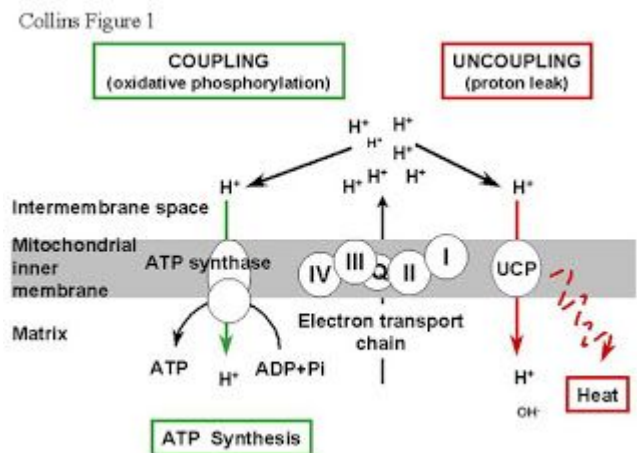 Collins Figure 1
COUPLING
(oxidative phosphorylation)
UNCOUPLING
(proton leak)
H⁺ H⁺
H⁺
H⁺
H⁺ H⁺ H⁺
H⁺
H⁺
Intermembrane space
Mitochondrial
inner
membrane
ATP synthase
IV III Q II I
UCP
Matrix
Electron transport
chain
ATP
H⁺
ADP+Pi
H⁺
OH⁻
Heat
ATP Synthesis